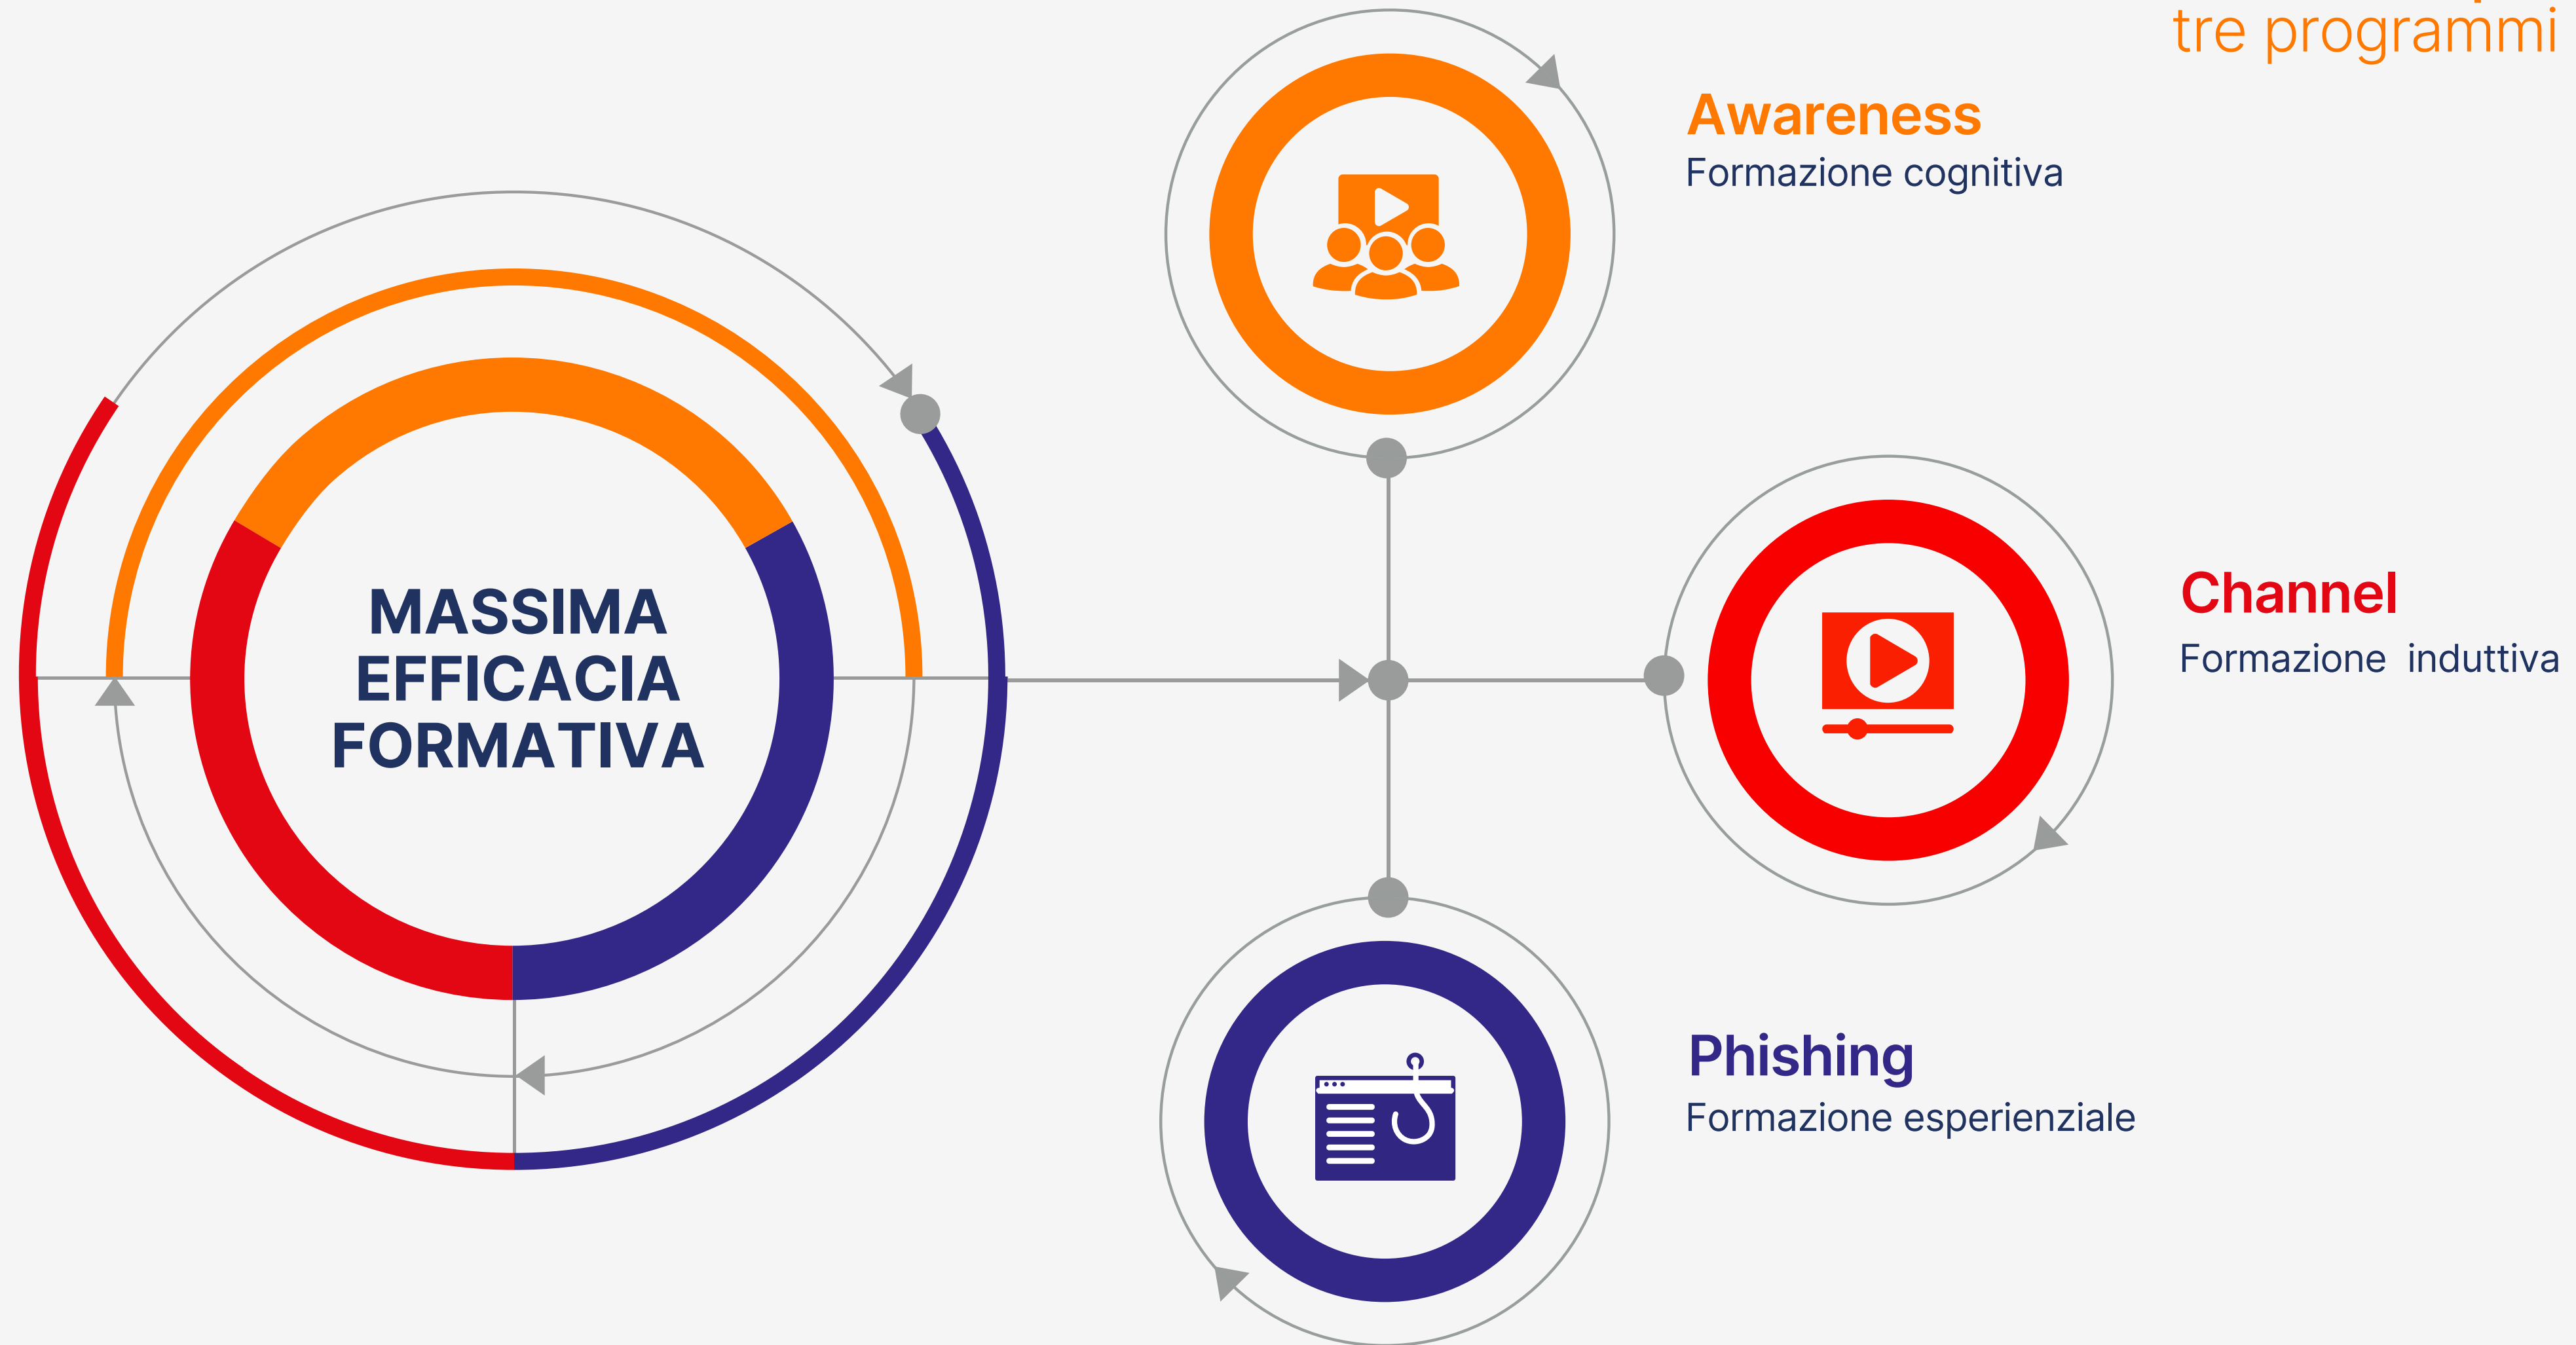 tre programmi
Awareness
Formazione cognitiva
MASSIMA
EFFICACIA
FORMATIVA
Channel
Formazione induttiva
Phishing
Formazione esperienziale